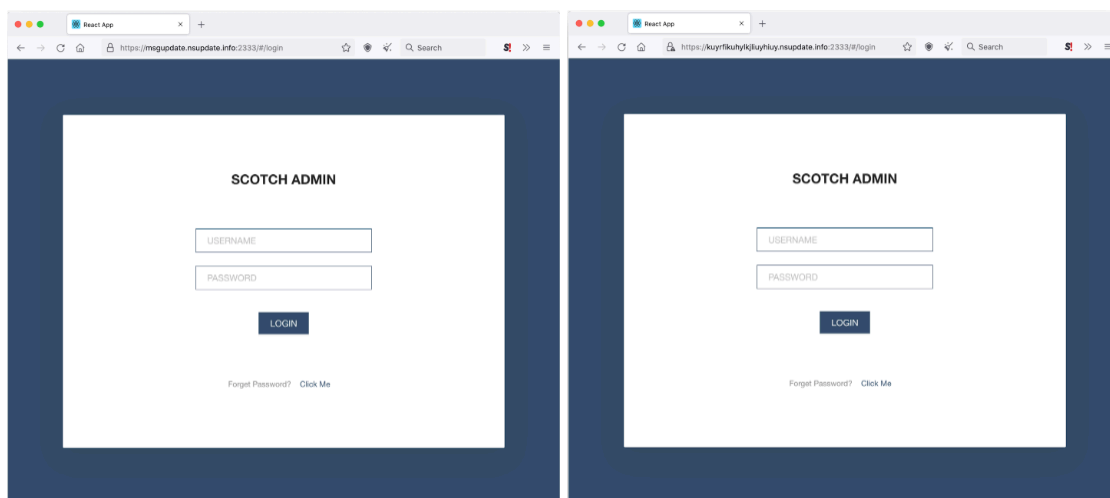 React App
https://msgupdate.nsupdate.info:2333/#/login
Search
SCOTCH ADMIN
USERNAME
PASSWORD
LOGIN
Forget Password? Click Me
React App
https://kuyrfikuhylkjliuyhluy.nsupdate.info:2333/#/login
Search
SCOTCH ADMIN
USERNAME
PASSWORD
LOGIN
Forget Password? Click Me